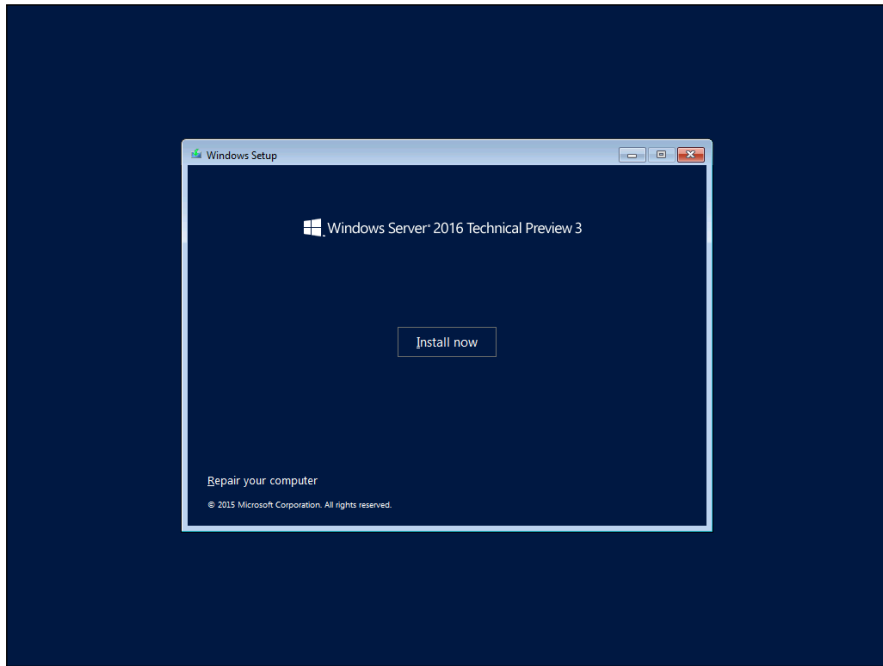 Windows Setup
Windows Server® 2016 Technical Preview 3
Install now
Repair your computer
© 2015 Microsoft Corporation. All rights reserved.